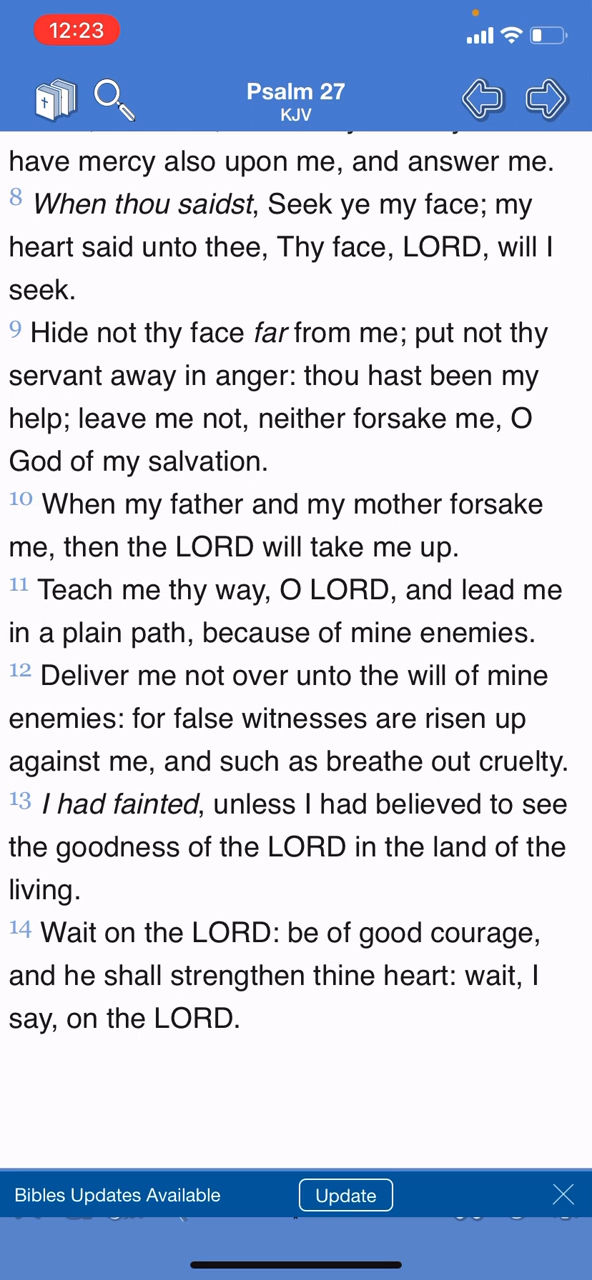 12:23
Psalm 27
KJV
have mercy also upon me, and answer me.
8 When thou saidst, Seek ye my face; my
heart said unto thee, Thy face, LORD, will I
seek.
9 Hide not thy face far from me; put not thy
servant away in anger: thou hast been my
help; leave me not, neither forsake me, O
God of my salvation.
10 When my father and my mother forsake
me, then the LORD will take me up.
11 Teach me thy way, O LORD, and lead me
in a plain path, because of mine enemies.
12 Deliver me not over unto the will of mine
enemies: for false witnesses are risen up
against me, and such as breathe out cruelty.
13 I had fainted, unless I had believed to see
the goodness of the LORD in the land of the
living.
14 Wait on the LORD: be of good courage,
and he shall strengthen thine heart: wait, I
say, on the LORD.
Bibles Updates Available
Update